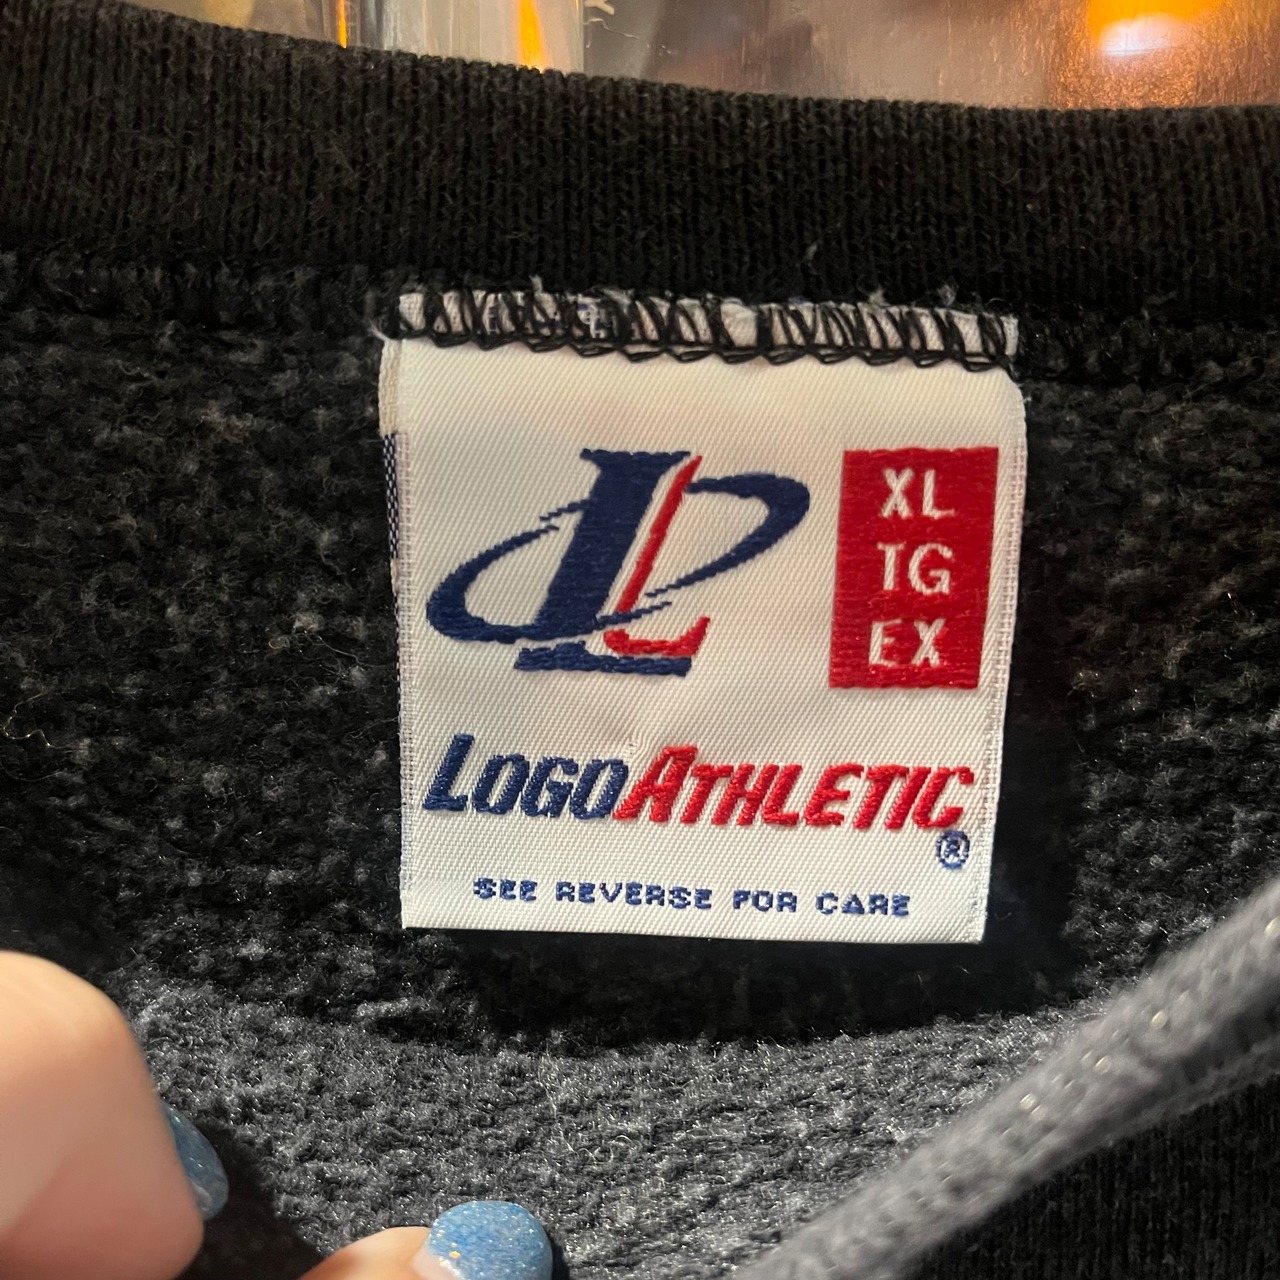 L
XL
TG
EX
LOGOATHLETIC®
SEE REVERSE FOR CARE